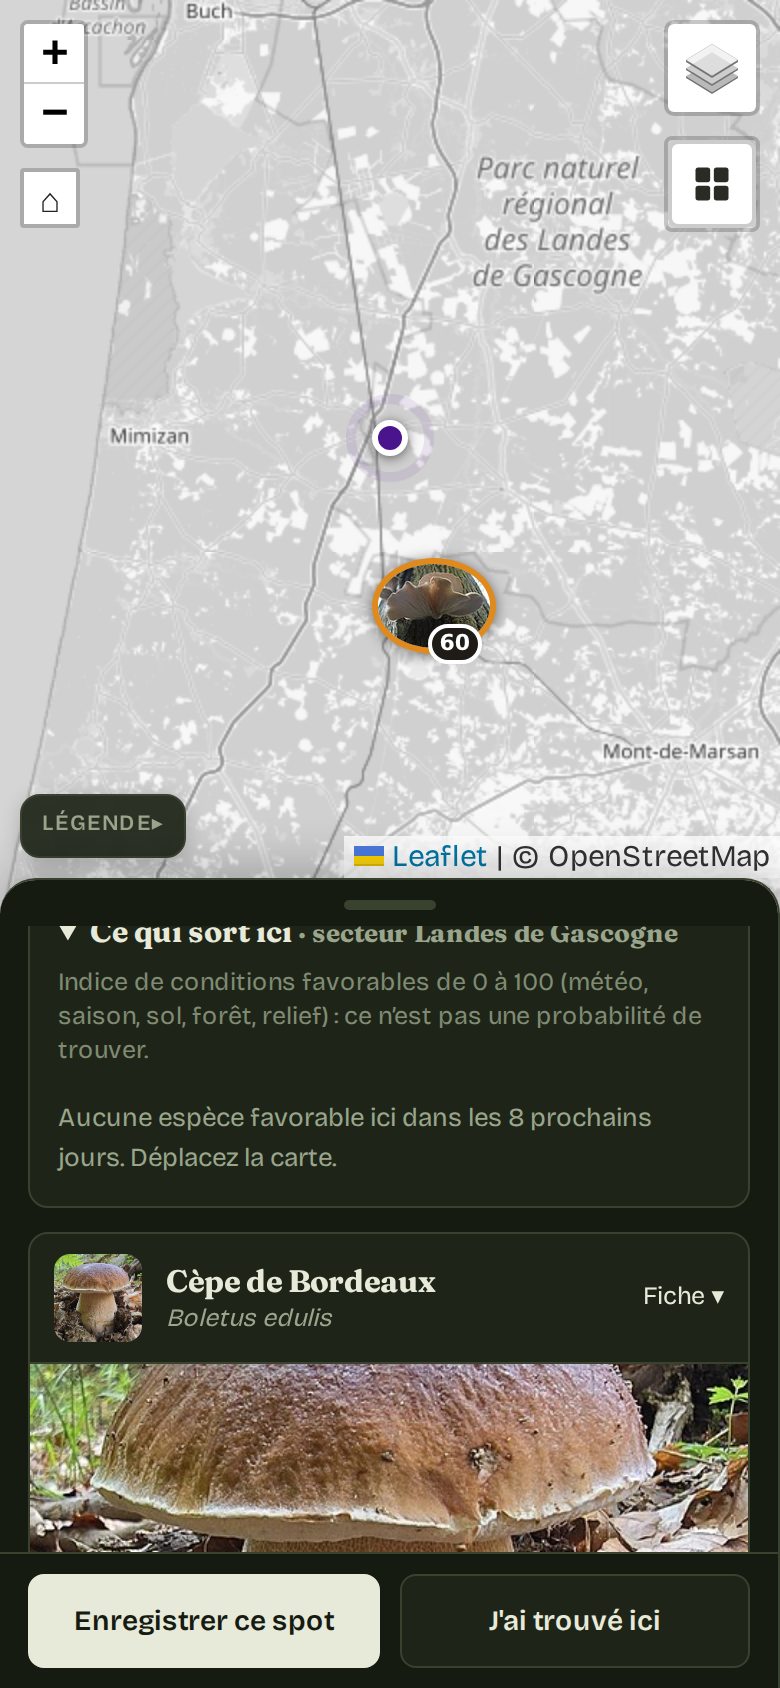 Bassin
d'Arcachon
Buch
+
−
⌂
Parc naturel
régional
des Landes
de Gascogne
Mimizan
60
Mont-de-Marsan
LÉGENDE▸
Leaflet | © OpenStreetMap
▼ Ce qui sort ici · secteur Landes de Gascogne
Indice de conditions favorables de 0 à 100 (météo,
saison, sol, forêt, relief) : ce n'est pas une probabilité de
trouver.
Aucune espèce favorable ici dans les 8 prochains
jours. Déplacez la carte.
Cèpe de Bordeaux
Boletus edulis
Fiche ▾
Enregistrer ce spot
J'ai trouvé ici